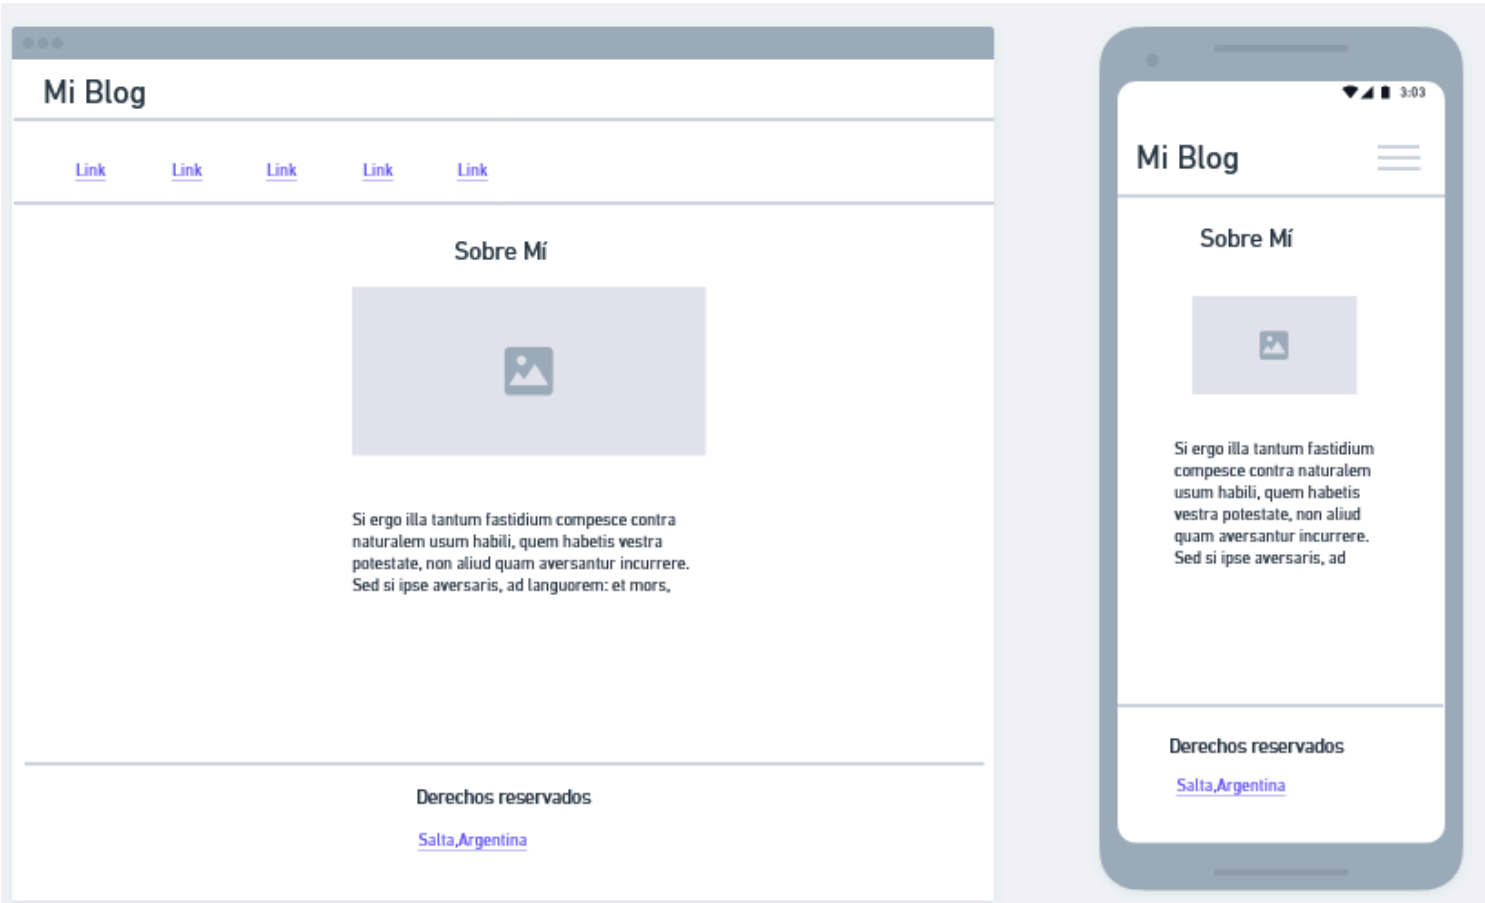 Mi Blog
Link Link Link Link Link
Sobre Mí
Si ergo illa tantum fastidium compesce contra
naturalem usum habili, quem habetis vestra
potestate, non aliud quam aversantur incurrere.
Sed si ipse aversaris, ad languorem: et mors,
Derechos reservados
Salta,Argentina
3:03
Mi Blog
Sobre Mí
Si ergo illa tantum fastidium
compesce contra naturalem
usum habili, quem habetis
vestra potestate, non aliud
quam aversantur incurrere.
Sed si ipse aversaris, ad
Derechos reservados
Salta,Argentina